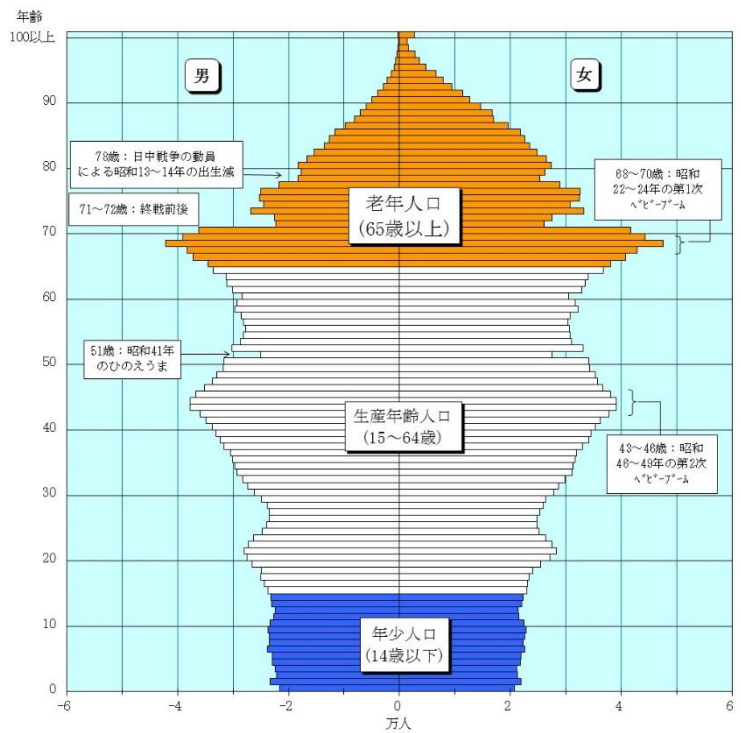 年齢
100以上
男
女
90
78歳：日中戦争の動員
による昭和13～14年の出生減
80
68～70歳：昭和
22～24年の第1次
ﾍﾞﾋﾞｰﾌﾞｰﾑ
71～72歳：終戦前後
老年人口
(65歳以上)
70
60
51歳：昭和41年
のひのえうま
50
生産年齢人口
(15～64歳)
40
43～46歳：昭和
46～49年の第2次
ﾍﾞﾋﾞｰﾌﾞｰﾑ
30
20
10
年少人口
(14歳以下)
0
-6 -4 -2 0 2 4 6
万人